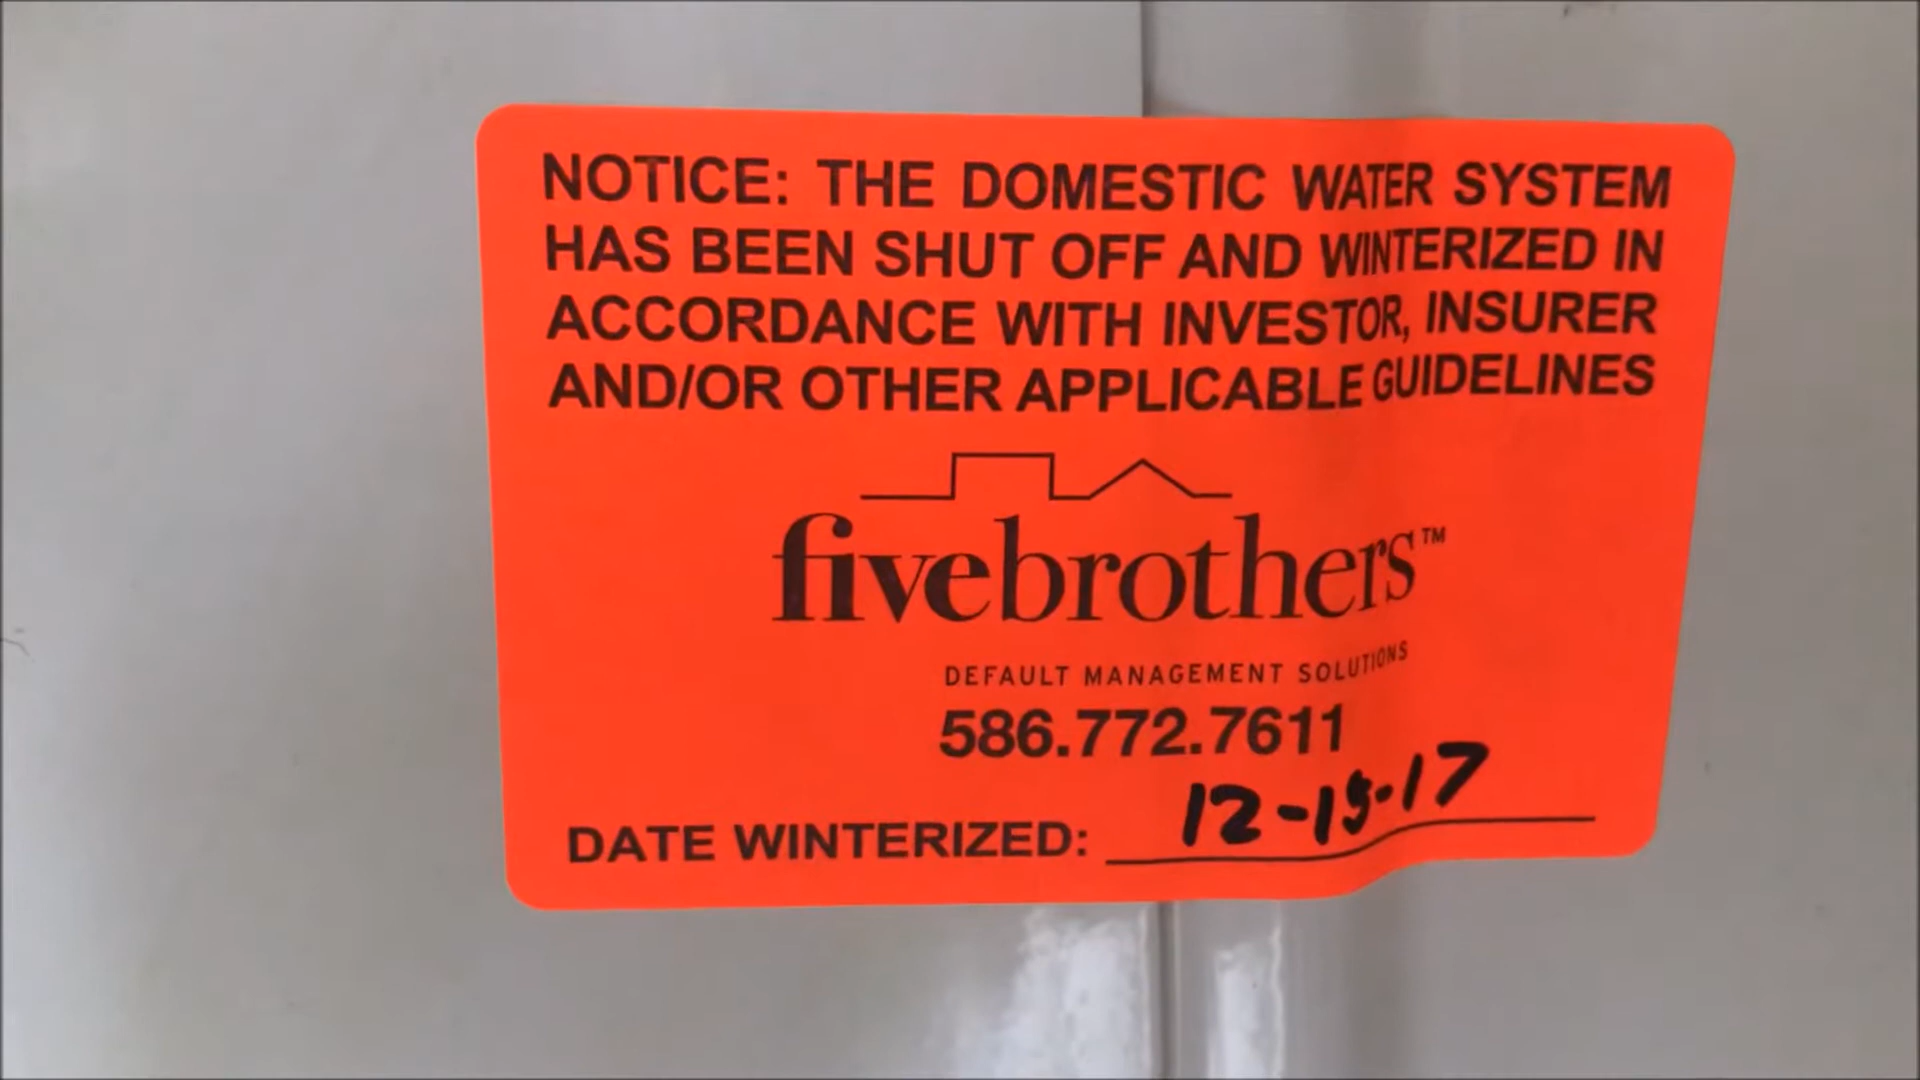 NOTICE: THE DOMESTIC WATER SYSTEM
HAS BEEN SHUT OFF AND WINTERIZED IN
ACCORDANCE WITH INVESTOR, INSURER
AND/OR OTHER APPLICABLE GUIDELINES
fivebrothers™
DEFAULT MANAGEMENT SOLUTIONS
586.772.7611
DATE WINTERIZED: 12-15-17